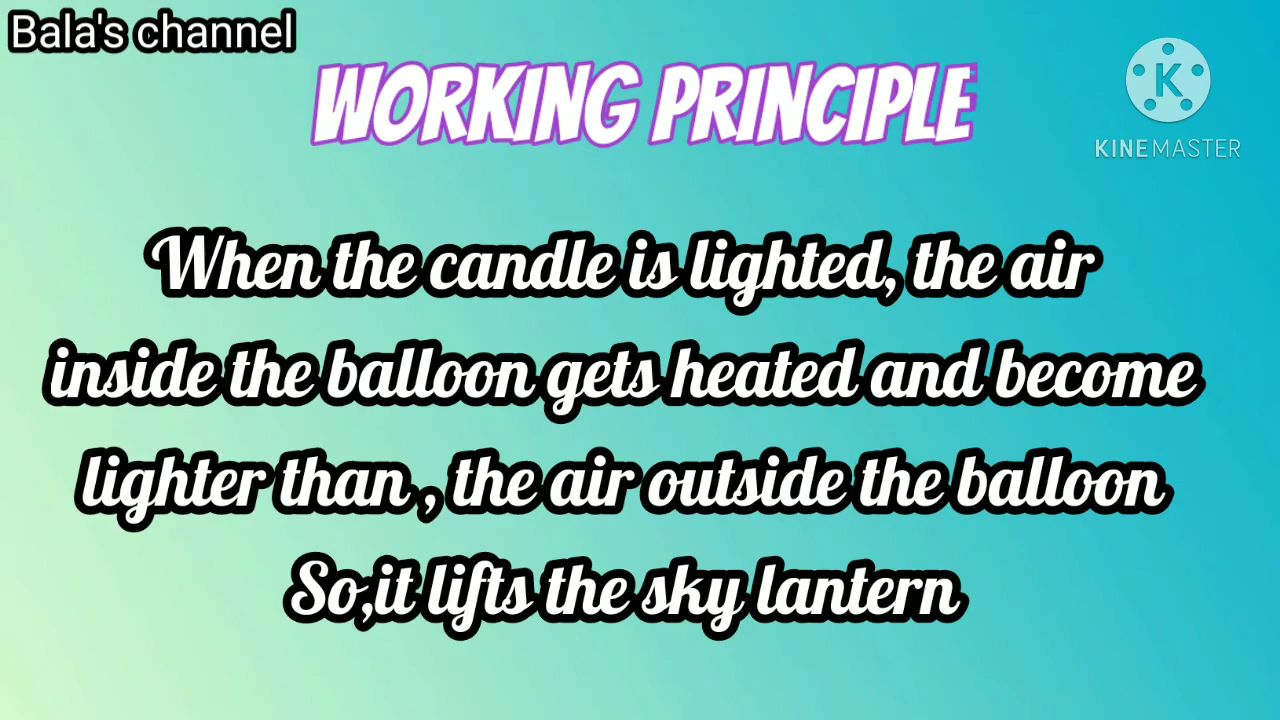 Bala's channel
WORKING PRINCIPLE
K
KINEMASTER
When the candle is lighted, the air
inside the balloon gets heated and become
lighter than , the air outside the balloon
So,it lifts the sky lantern